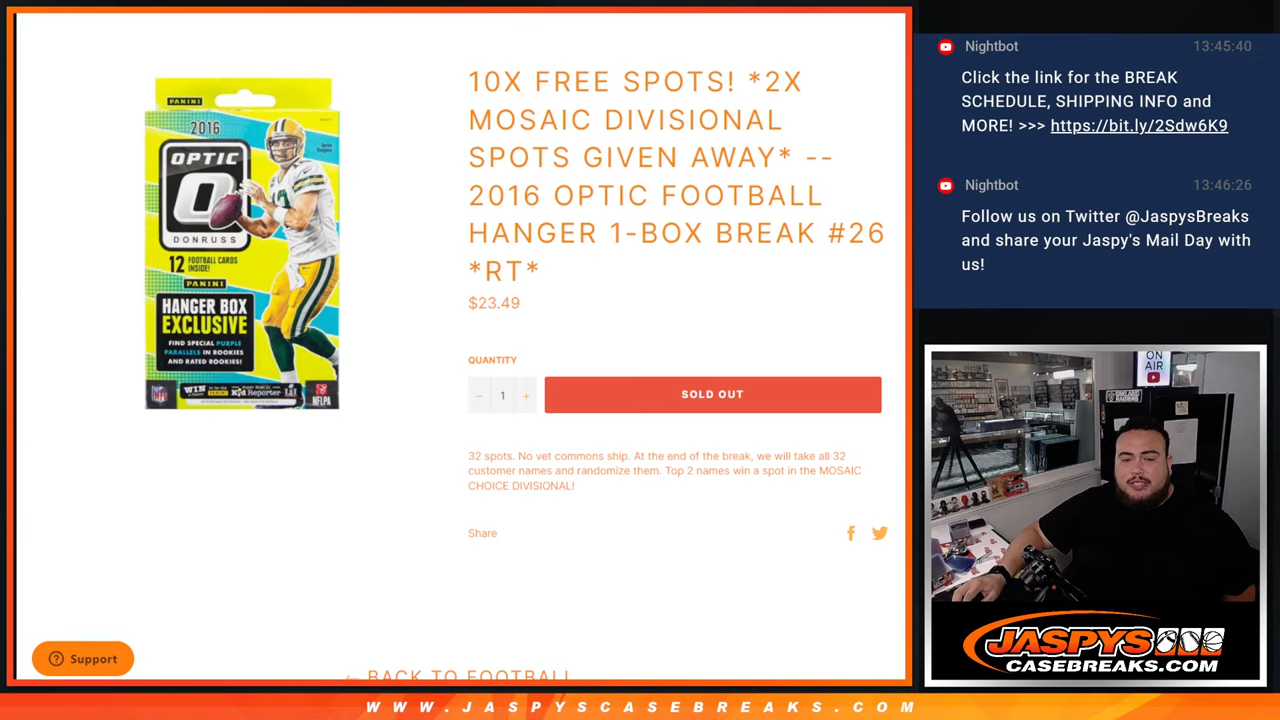 PANINI
2016
OPTIC
DONRUSS
12 FOOTBALL CARDS
INSIDE!
PANINI
HANGER BOX
EXCLUSIVE
FIND SPECIAL PURPLE
PARALLELS IN ROOKIES
AND RATED ROOKIES!
NFL
WIN
Kid Reporter
NFLPA
10X FREE SPOTS! *2X
MOSAIC DIVISIONAL
SPOTS GIVEN AWAY* --
2016 OPTIC FOOTBALL
HANGER 1-BOX BREAK #26
*RT*
$23.49
QUANTITY
− 1 +
SOLD OUT
32 spots. No vet commons ship. At the end of the break, we will take all 32
customer names and randomize them. Top 2 names win a spot in the MOSAIC
CHOICE DIVISIONAL!
Share
Support
← BACK TO FOOTBALL
Nightbot 13:45:40
Click the link for the BREAK
SCHEDULE, SHIPPING INFO and
MORE! >>> https://bit.ly/2Sdw6K9
Nightbot 13:46:26
Follow us on Twitter @JaspysBreaks
and share your Jaspy's Mail Day with
us!
ON
AIR
JASPYS
CASEBREAKS.COM
WWW.JASPYSCASEBREAKS.COM